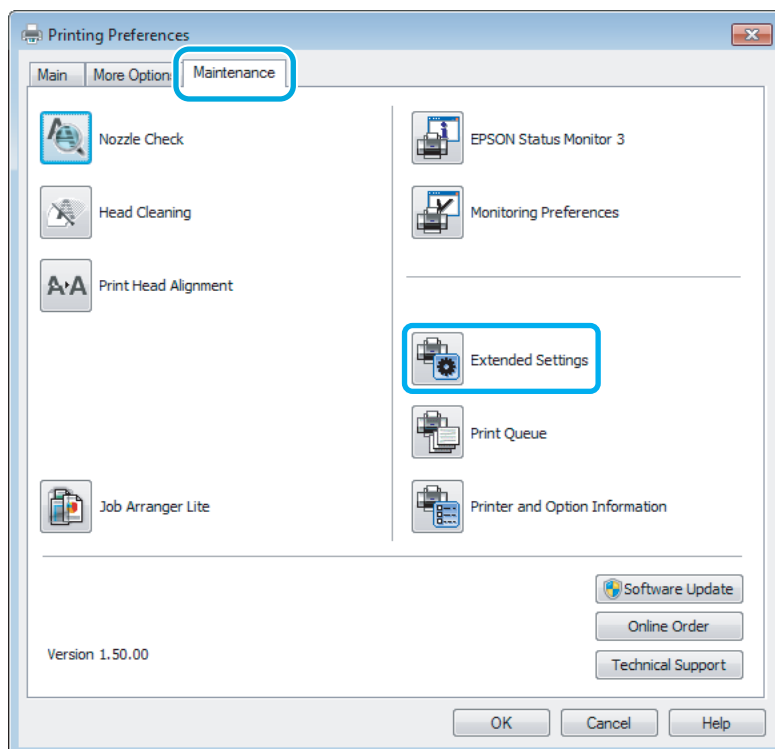 Printing Preferences
Main
More Option
Maintenance
Nozzle Check
Head Cleaning
A▸A Print Head Alignment
Job Arranger Lite
EPSON Status Monitor 3
Monitoring Preferences
Extended Settings
Print Queue
Printer and Option Information
Software Update
Online Order
Technical Support
Version 1.50.00
OK
Cancel
Help